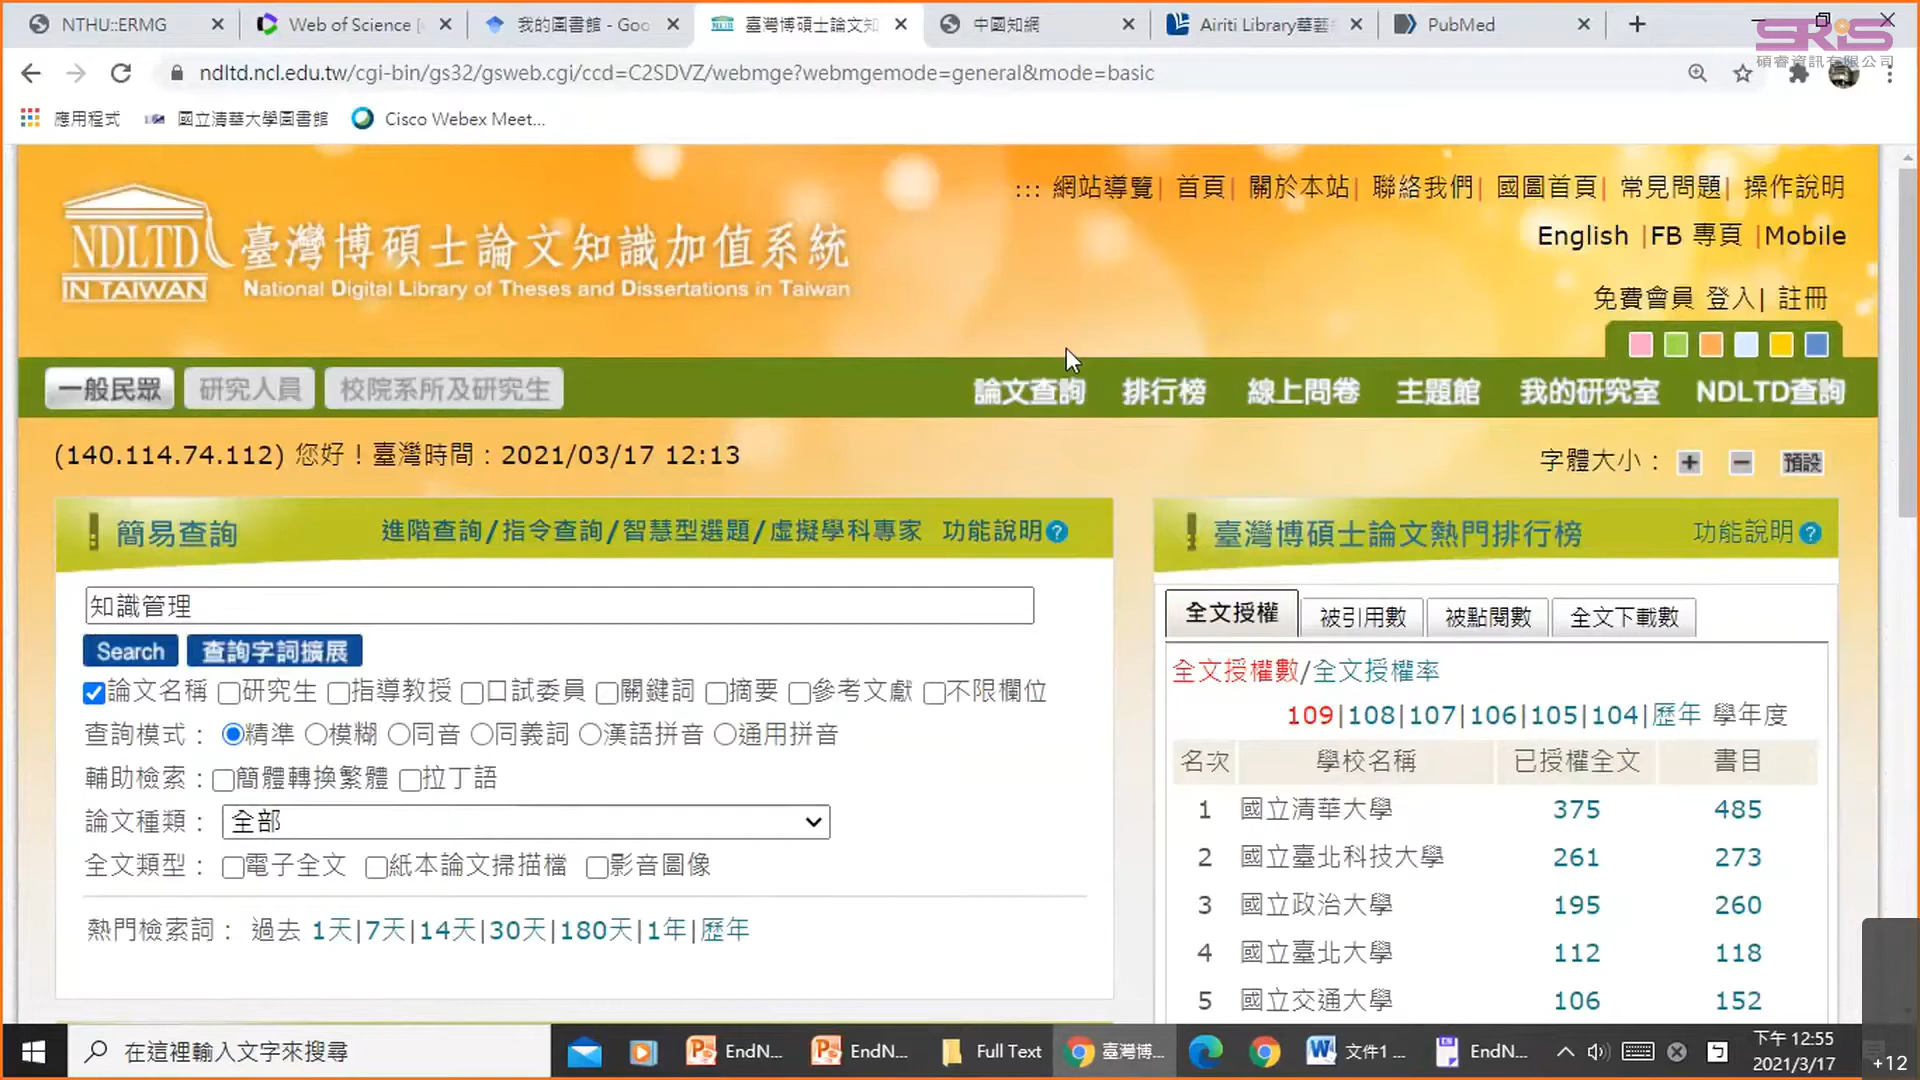 NTHU::ERMG
Web of Science [
我的圖書館 - Goo
臺灣博碩士論文知
中國知網
Airiti Library華藝
PubMed
SRIS
碩睿資訊有限公司
ndltd.ncl.edu.tw/cgi-bin/gs32/gsweb.cgi/ccd=C2SDVZ/webmge?webmgemode=general&mode=basic
應用程式
國立清華大學圖書館
Cisco Webex Meet...
::: 網站導覽| 首頁| 關於本站| 聯絡我們| 國圖首頁| 常見問題| 操作說明
English |FB 專頁 |Mobile
NDLTD
IN TAIWAN
臺灣博碩士論文知識加值系統
National Digital Library of Theses and Dissertations in Taiwan
免費會員 登入| 註冊
一般民眾 研究人員 校院系所及研究生
論文查詢 排行榜 線上問卷 主題館 我的研究室 NDLTD查詢
(140.114.74.112) 您好！臺灣時間：2021/03/17 12:13
字體大小： + − 預設
簡易查詢
進階查詢/指令查詢/智慧型選題/虛擬學科專家 功能說明?
知識管理
Search 查詢字詞擴展
論文名稱 研究生 指導教授 口試委員 關鍵詞 摘要 參考文獻 不限欄位
查詢模式： 精準 模糊 同音 同義詞 漢語拼音 通用拼音
輔助檢索： 簡體轉換繁體 拉丁語
論文種類： 全部
全文類型： 電子全文 紙本論文掃描檔 影音圖像
熱門檢索詞： 過去 1天|7天|14天|30天|180天|1年|歷年
臺灣博碩士論文熱門排行榜 功能說明?
全文授權 被引用數 被點閱數 全文下載數
全文授權數/全文授權率
109|108|107|106|105|104|歷年 學年度
名次 學校名稱 已授權全文 書目
1 國立清華大學 375 485
2 國立臺北科技大學 261 273
3 國立政治大學 195 260
4 國立臺北大學 112 118
5 國立交通大學 106 152
在這裡輸入文字來搜尋
EndN...
EndN...
Full Text
臺灣博...
文件1 ...
EndN...
下午 12:55
2021/3/17
+12